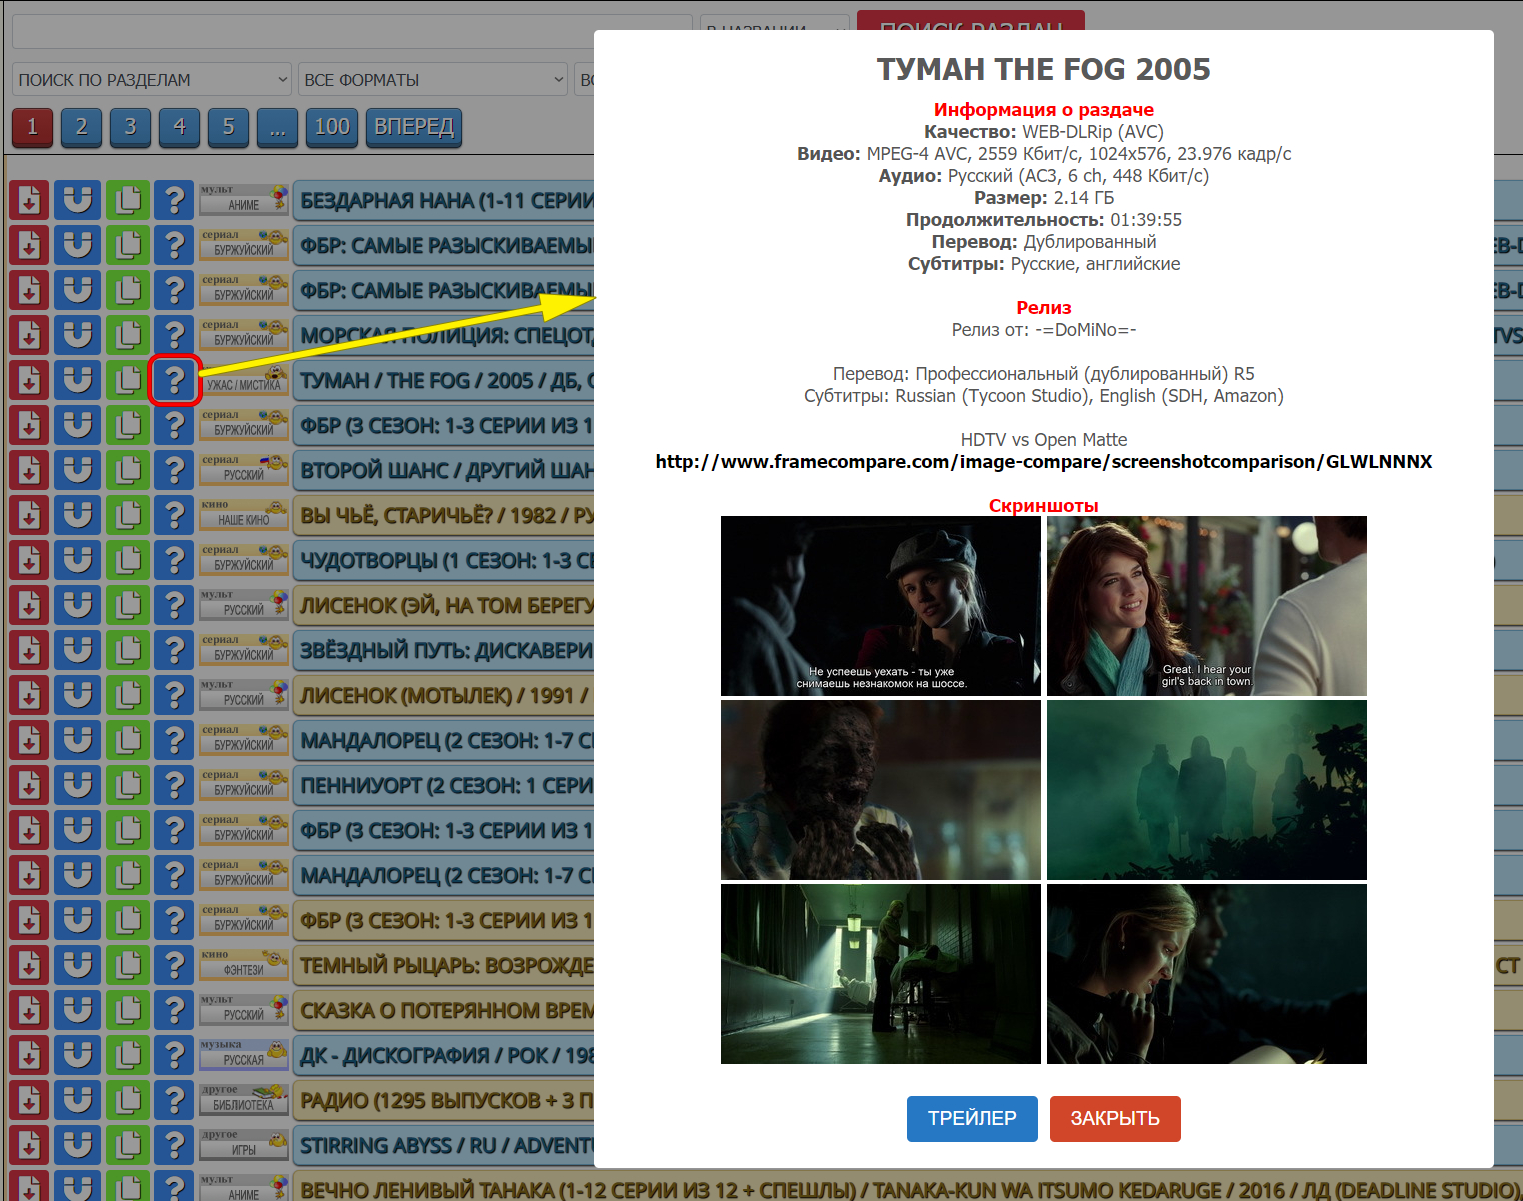 В НАЗВАНИИ
ПОИСК РАЗДАЧ
ПОИСК ПО РАЗДЕЛАМ
ВСЕ ФОРМАТЫ
1 2 3 4 5 ... 100 ВПЕРЕД
мульт
АНИМЕ
БЕЗДАРНАЯ НАНА (1-11 СЕРИИ
сериал
БУРЖУЙСКИЙ
ФБР: САМЫЕ РАЗЫСКИВАЕМЫ
сериал
БУРЖУЙСКИЙ
ФБР: САМЫЕ РАЗЫСКИВАЕМЫ
сериал
БУРЖУЙСКИЙ
МОРСКАЯ ПОЛИЦИЯ: СПЕЦОТ
УЖАС / МИСТИКА
ТУМАН / THE FOG / 2005 / ДБ,
сериал
БУРЖУЙСКИЙ
ФБР (3 СЕЗОН: 1-3 СЕРИИ ИЗ 1
сериал
РУССКИЙ
ВТОРОЙ ШАНС / ДРУГИЙ ШАН
кино
НАШЕ КИНО
ВЫ ЧЬЁ, СТАРИЧЬЁ? / 1982 / РУ
сериал
БУРЖУЙСКИЙ
ЧУДОТВОРЦЫ (1 СЕЗОН: 1-3 СЕ
мульт
РУССКИЙ
ЛИСЕНОК (ЭЙ, НА ТОМ БЕРЕГУ
сериал
БУРЖУЙСКИЙ
ЗВЁЗДНЫЙ ПУТЬ: ДИСКАВЕРИ
мульт
РУССКИЙ
ЛИСЕНОК (МОТЫЛЕК) / 1991 /
сериал
БУРЖУЙСКИЙ
МАНДАЛОРЕЦ (2 СЕЗОН: 1-7 СЕ
сериал
БУРЖУЙСКИЙ
ПЕННИУОРТ (2 СЕЗОН: 1 СЕРИ
сериал
БУРЖУЙСКИЙ
ФБР (3 СЕЗОН: 1-3 СЕРИИ ИЗ 1
сериал
БУРЖУЙСКИЙ
МАНДАЛОРЕЦ (2 СЕЗОН: 1-7 СЕ
сериал
БУРЖУЙСКИЙ
ФБР (3 СЕЗОН: 1-3 СЕРИИ ИЗ 1
кино
ФЭНТЕЗИ
ТЕМНЫЙ РЫЦАРЬ: ВОЗРОЖДЕ
СТ
мульт
РУССКИЙ
СКАЗКА О ПОТЕРЯННОМ ВРЕМ
музыка
РУССКАЯ
ДК - ДИСКОГРАФИЯ / РОК / 198
другое
БИБЛИОТЕКА
РАДИО (1295 ВЫПУСКОВ + 3 П
другое
ИГРЫ
STIRRING ABYSS / RU / ADVENTU
мульт
АНИМЕ
ВЕЧНО ЛЕНИВЫЙ ТАНАКА (1-12 СЕРИИ ИЗ 12 + СПЕШЛЫ) / TANAKA-KUN WA ITSUMO KEDARUGE / 2016 / ЛД (DEADLINE STUDIO)
ТУМАН THE FOG 2005
Информация о раздаче
Качество: WEB-DLRip (AVC)
Видео: MPEG-4 AVC, 2559 Кбит/с, 1024x576, 23.976 кадр/с
Аудио: Русский (AC3, 6 ch, 448 Кбит/с)
Размер: 2.14 ГБ
Продолжительность: 01:39:55
Перевод: Дублированный
Субтитры: Русские, английские
Релиз
Релиз от: -=DoMiNo=-
Перевод: Профессиональный (дублированный) R5
Субтитры: Russian (Tycoon Studio), English (SDH, Amazon)
HDTV vs Open Matte
http://www.framecompare.com/image-compare/screenshotcomparison/GLWLNNNX
Скриншоты
Не успеешь уехать - ты уже
снимаешь незнакомок на шоссе.
Great. I hear your
girl's back in town.
ТРЕЙЛЕР
ЗАКРЫТЬ